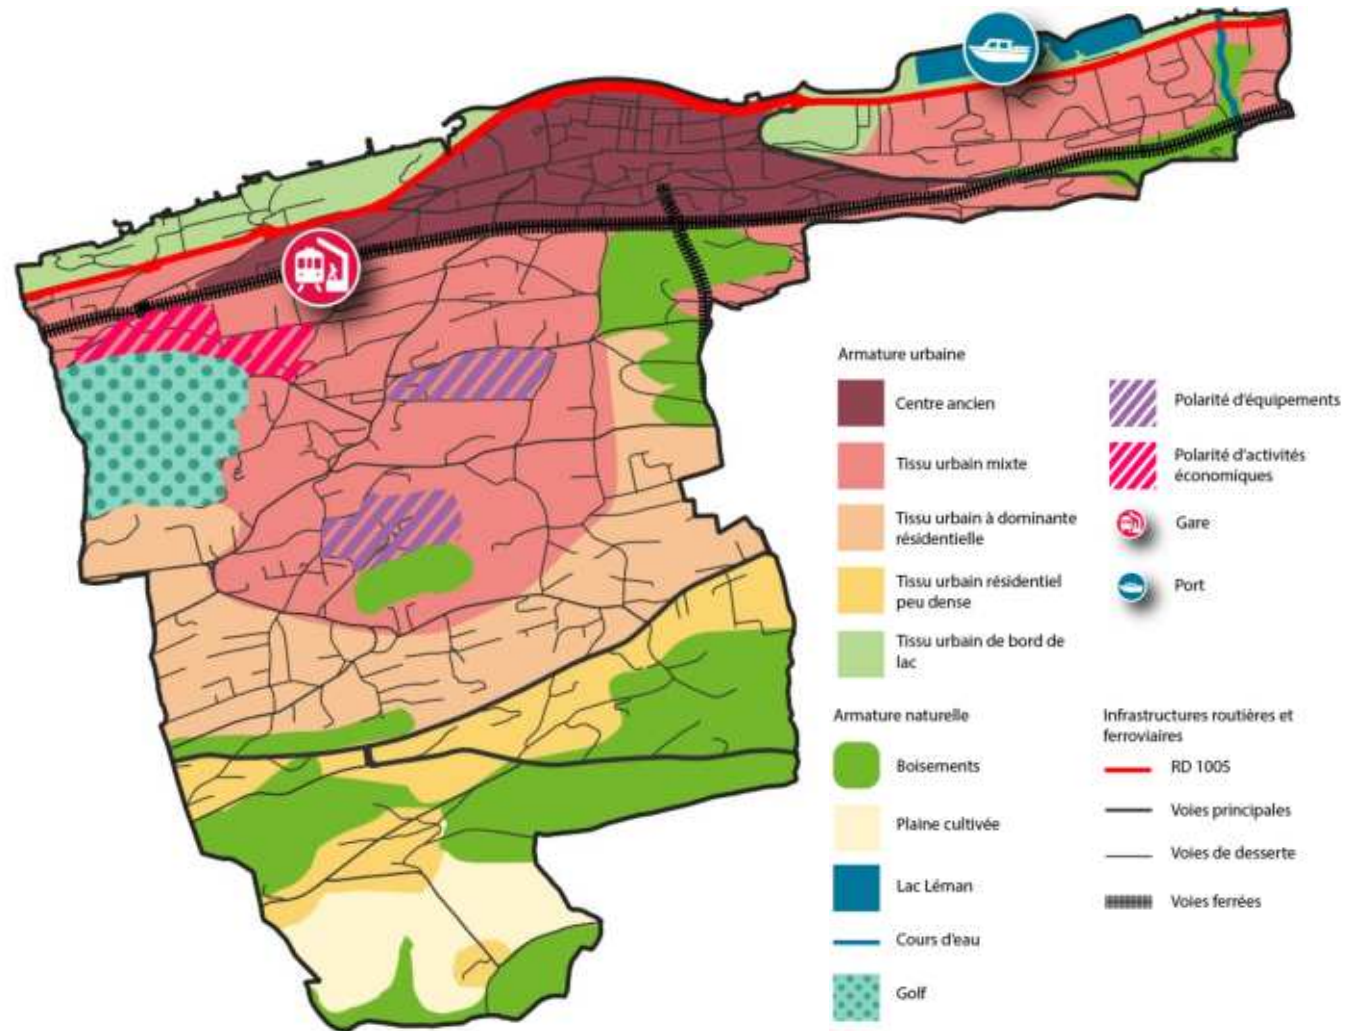 Armature urbaine
Centre ancien
Tissu urbain mixte
Tissu urbain à dominante
résidentielle
Tissu urbain résidentiel
peu dense
Tissu urbain de bord de
lac
Polarité d'équipements
Polarité d'activités
économiques
Gare
Port
Armature naturelle
Boisements
Plaine cultivée
Lac Léman
Cours d'eau
Golf
Infrastructures routières et
ferroviaires
RD 1005
Voies principales
Voies de desserte
Voies ferrées